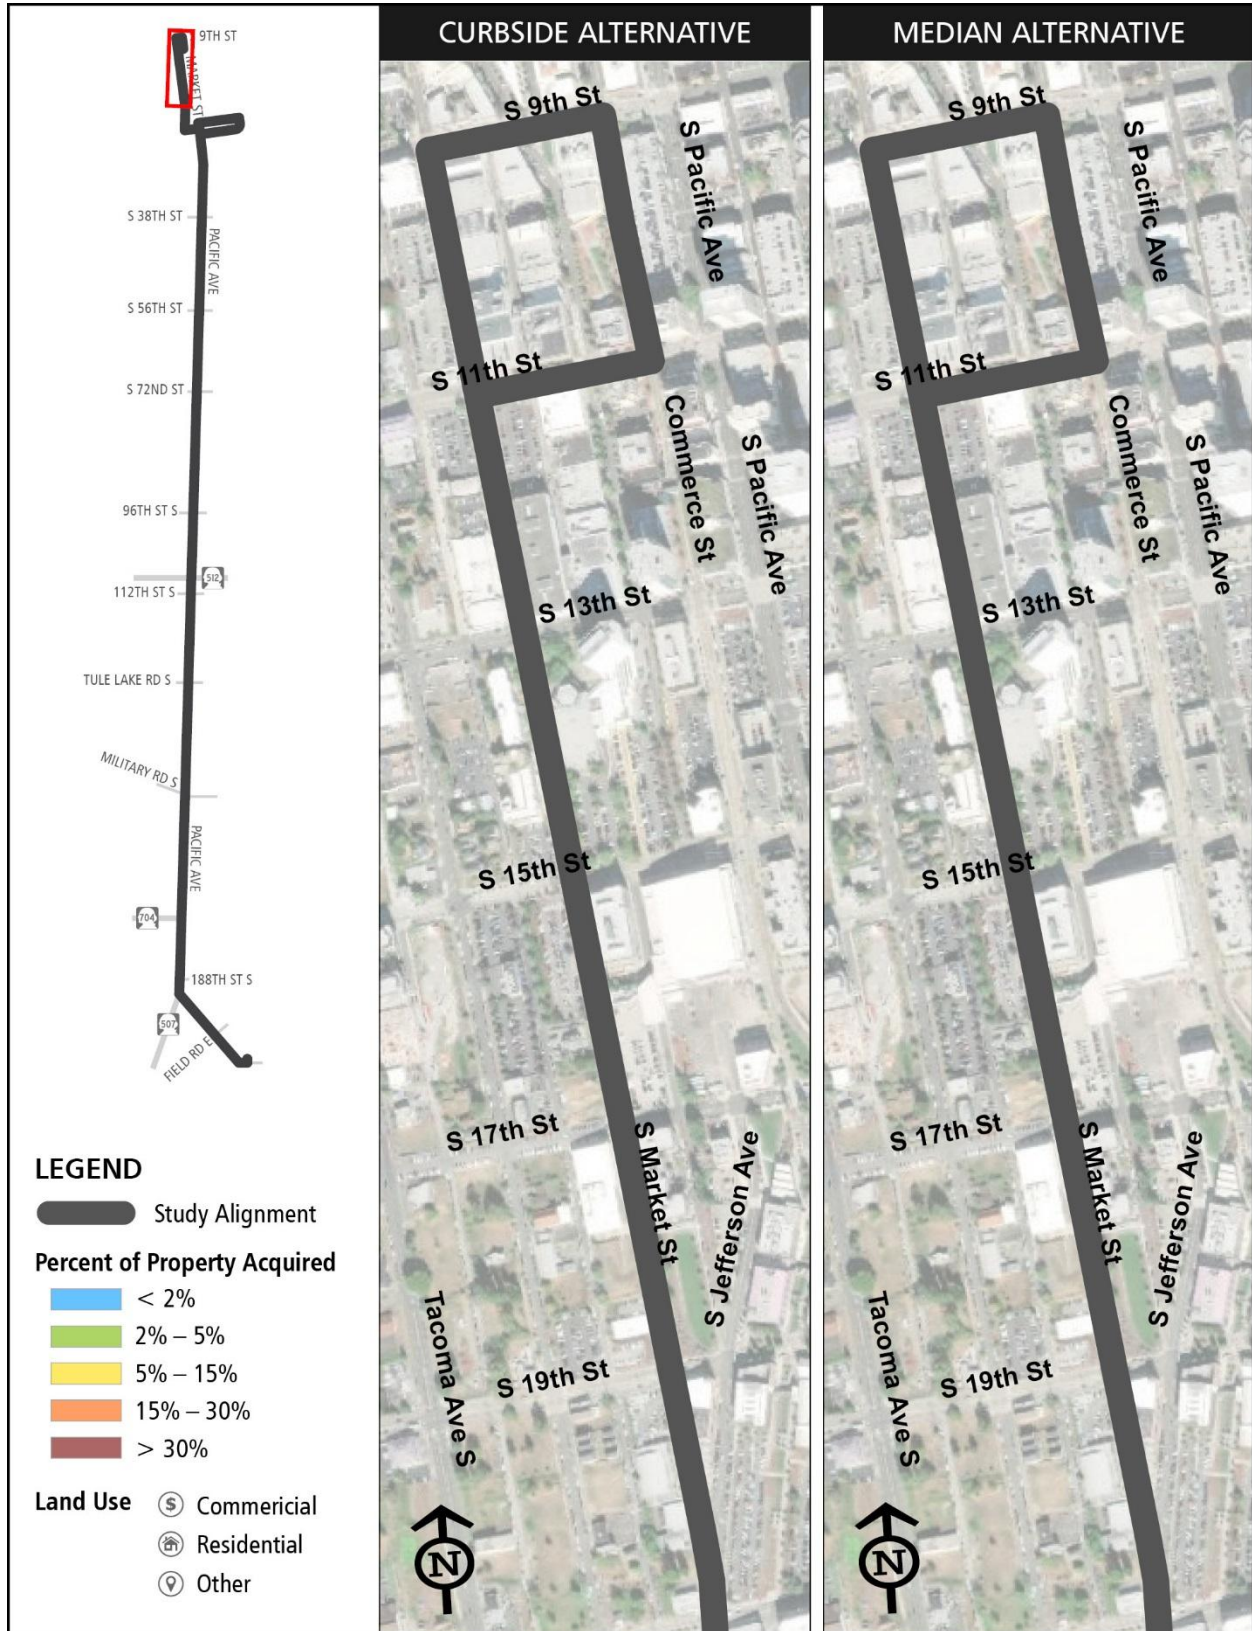 9TH ST
MARKET ST
S 38TH ST
PACIFIC AVE
S 56TH ST
S 72ND ST
96TH ST S
512
112TH ST S
TULE LAKE RD S
MILITARY RD S
PACIFIC AVE
704
188TH ST S
507
FIELD RD E
LEGEND
Study Alignment
Percent of Property Acquired
< 2%
2% – 5%
5% – 15%
15% – 30%
> 30%
Land Use
$ Commericial
Residential
Other
CURBSIDE ALTERNATIVE
S 9th St
S Pacific Ave
S 11th St
Commerce St
S Pacific Ave
S 13th St
S 15th St
S 17th St
S Market St
S Jefferson Ave
Tacoma Ave S
S 19th St
N
MEDIAN ALTERNATIVE
S 9th St
S Pacific Ave
S 11th St
Commerce St
S Pacific Ave
S 13th St
S 15th St
S 17th St
S Market St
S Jefferson Ave
Tacoma Ave S
S 19th St
N